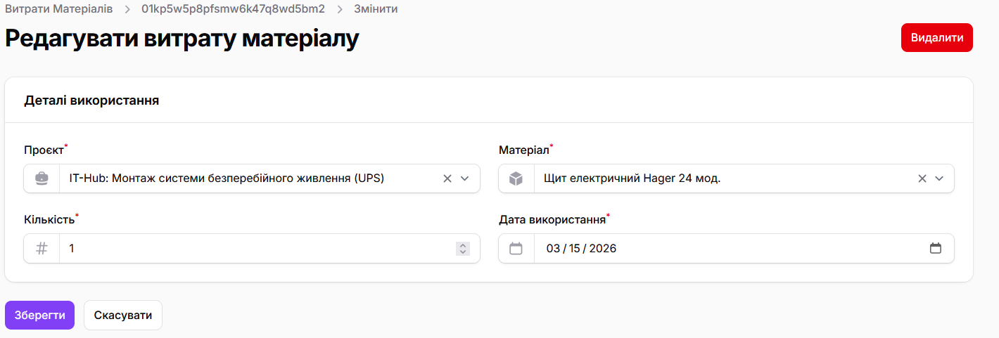 Витрати Матеріалів > 01kp5w5p8pfsmw6k47q8wd5bm2 > Змінити
Редагувати витрату матеріалу
Видалити
Деталі використання
Проєкт*
Матеріал*
IT-Hub: Монтаж системи безперебійного живлення (UPS)
Щит електричний Hager 24 мод.
Кількість*
Дата використання*
# 1
03 / 15 / 2026
Зберегти
Скасувати